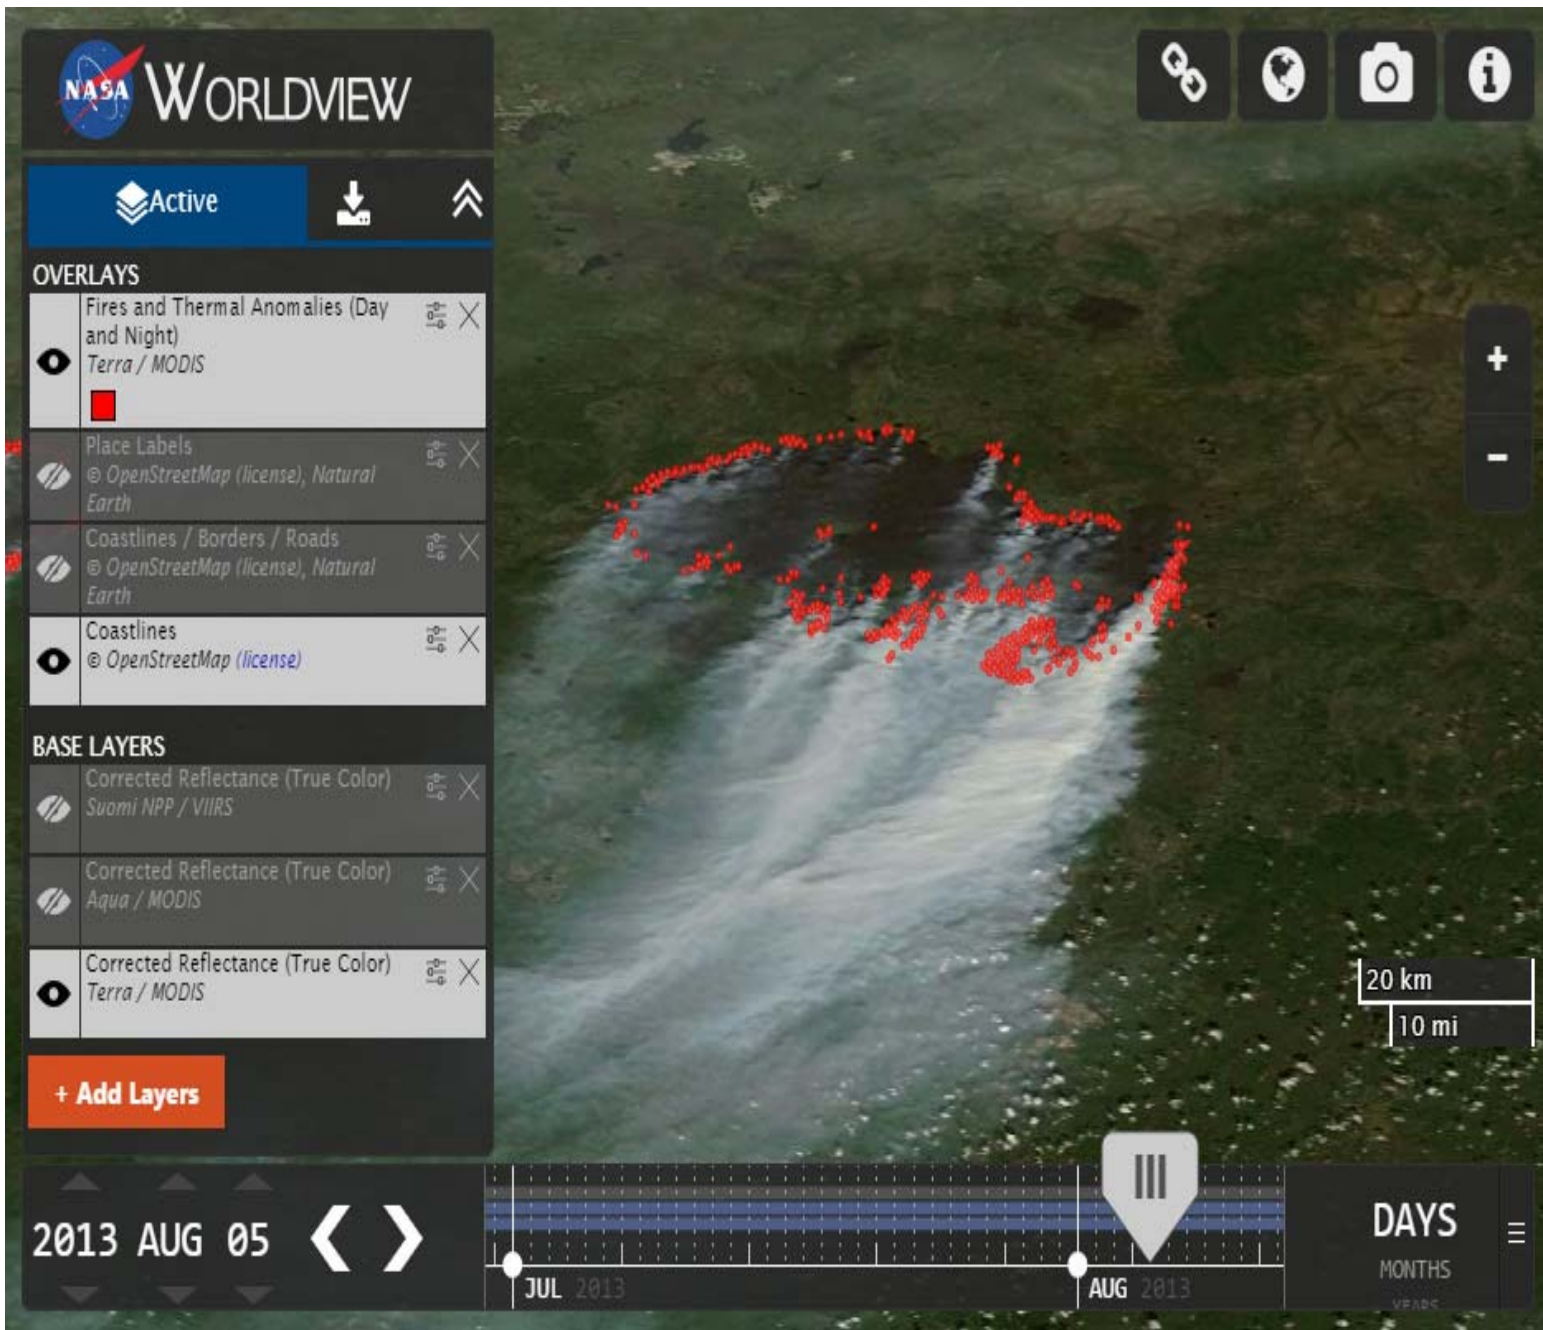 NASA WORLDVIEW
Active
OVERLAYS
Fires and Thermal Anomalies (Day
and Night)
Terra / MODIS
Place Labels
© OpenStreetMap (license), Natural
Earth
Coastlines / Borders / Roads
© OpenStreetMap (license), Natural
Earth
Coastlines
© OpenStreetMap (license)
BASE LAYERS
Corrected Reflectance (True Color)
Suomi NPP / VIIRS
Corrected Reflectance (True Color)
Aqua / MODIS
Corrected Reflectance (True Color)
Terra / MODIS
+ Add Layers
+
-
20 km
10 mi
2013 AUG 05
JUL 2013
AUG 2013
DAYS
MONTHS
YEARS